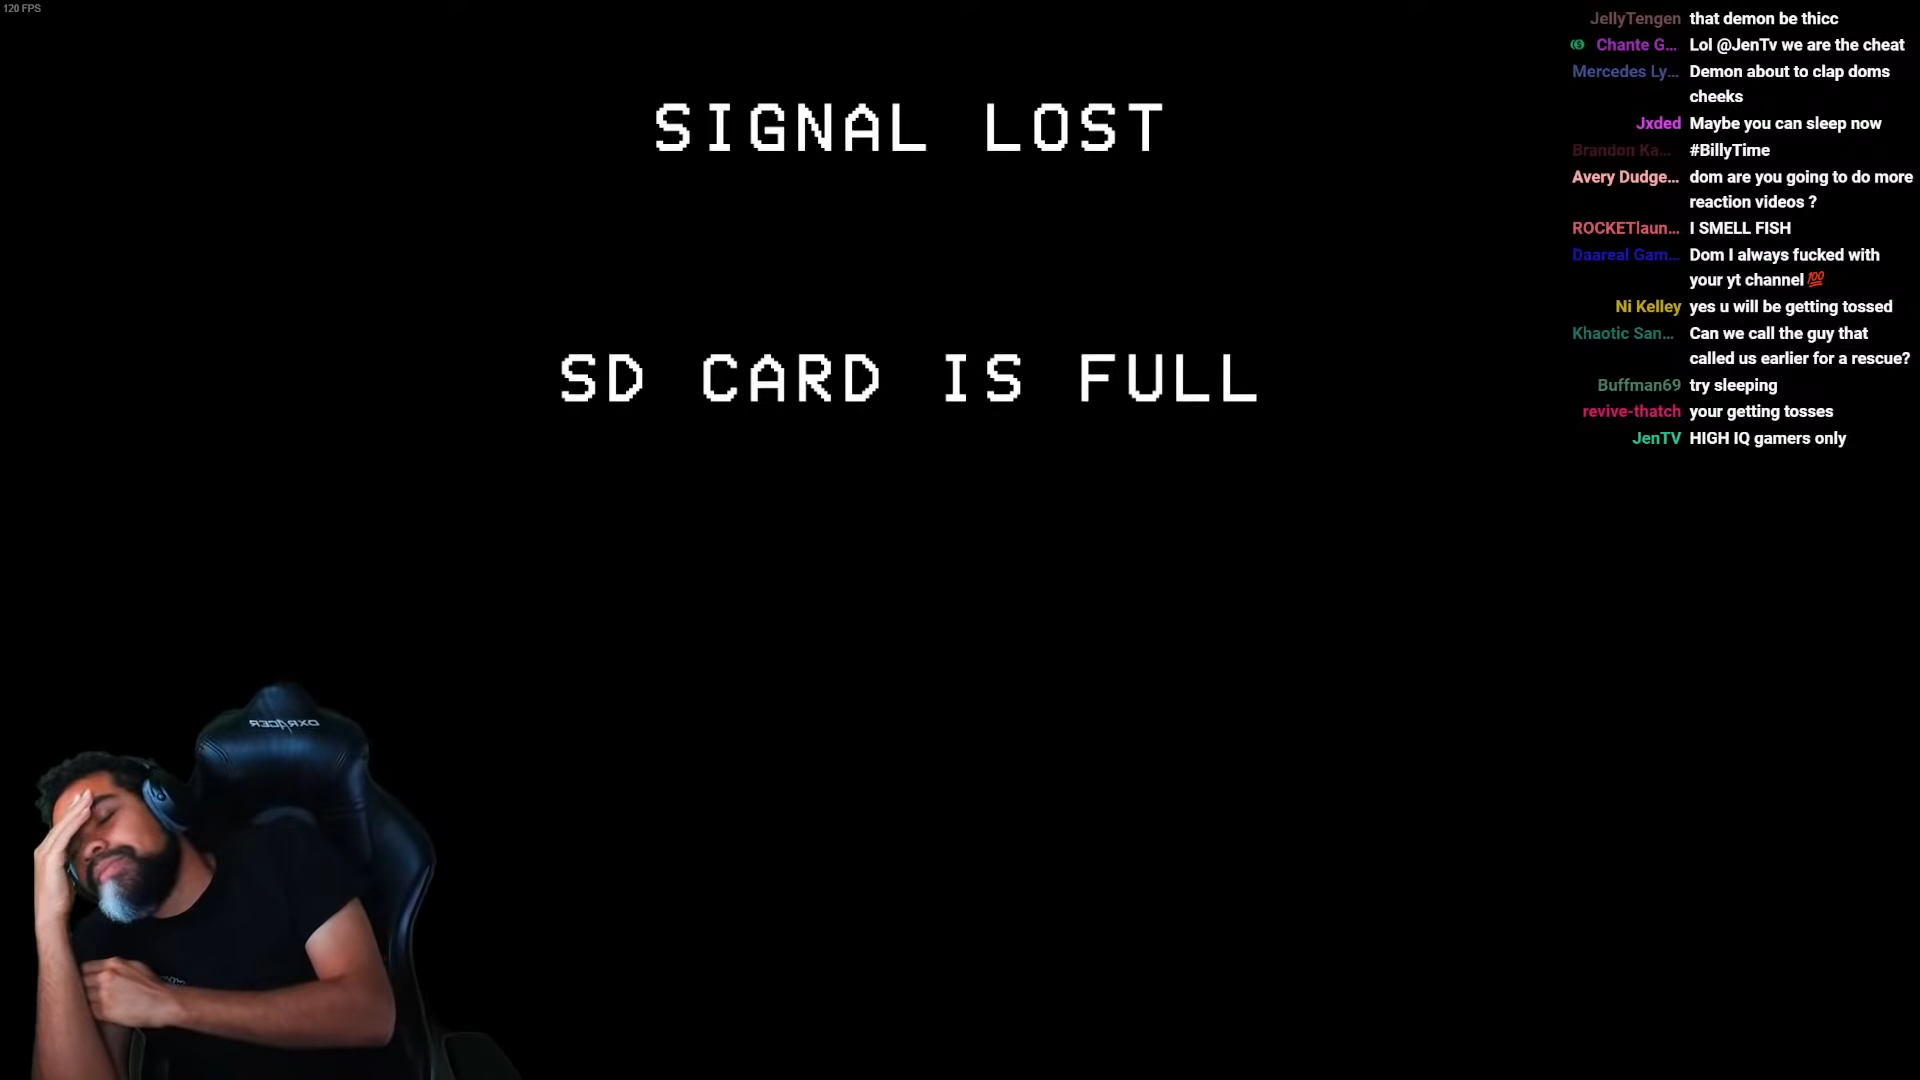 120 FPS
SIGNAL LOST
SD CARD IS FULL
JellyTengen that demon be thicc
Chante G... Lol @JenTv we are the cheat
Mercedes Ly... Demon about to clap doms
cheeks
Jxded Maybe you can sleep now
Brandon Ka... #BillyTime
Avery Dudge... dom are you going to do more
reaction videos ?
ROCKETlaun... I SMELL FISH
Daareal Gam... Dom I always fucked with
your yt channel💯
Ni Kelley yes u will be getting tossed
Khaotic San... Can we call the guy that
called us earlier for a rescue?
Buffman69 try sleeping
revive-thatch your getting tosses
JenTV HIGH IQ gamers only
DXRACER